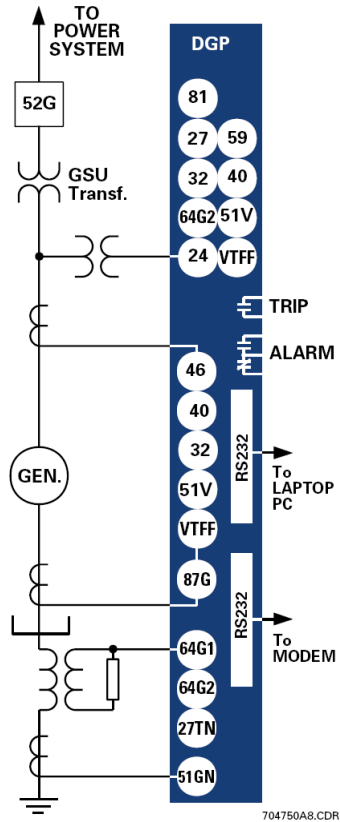 TO
POWER
SYSTEM
DGP
52G
81
27 59
GSU
Transf.
32 40
64G2 51V
24 VTFF
TRIP
ALARM
46
40
32
GEN.
51V
VTFF
RS232
To
LAPTOP
PC
87G
RS232
To
MODEM
64G1
64G2
27TN
51GN
704750A8.CDR